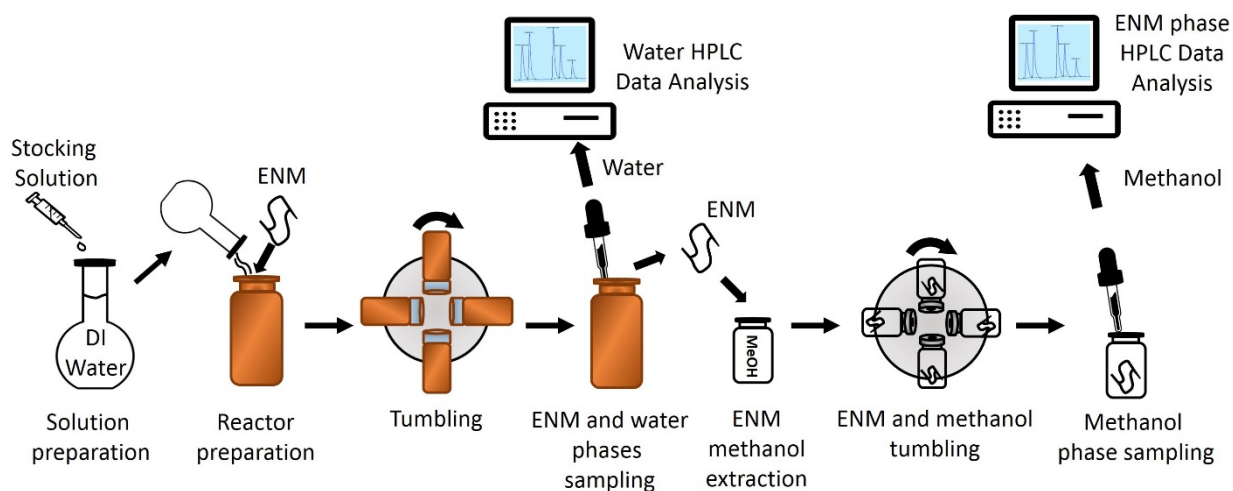 Stocking
Solution
DI
Water
Solution
preparation
ENM
Reactor
preparation
Tumbling
Water HPLC
Data Analysis
Water
ENM and water
phases
sampling
ENM
MeOH
ENM
methanol
extraction
ENM and methanol
tumbling
ENM phase
HPLC Data
Analysis
Methanol
Methanol
phase sampling